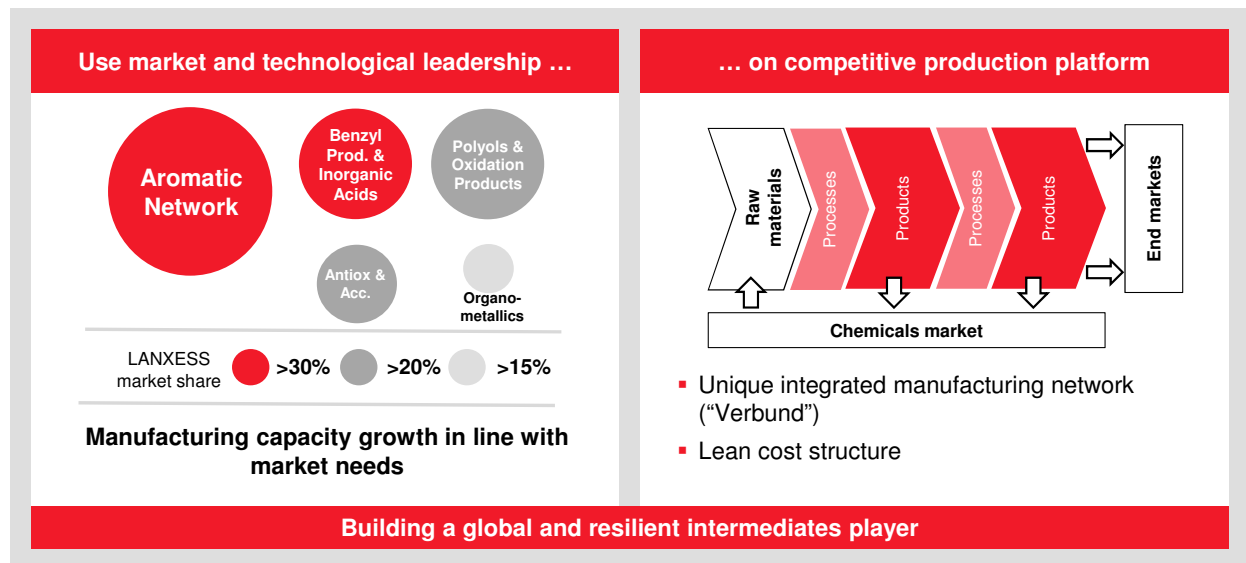 Use market and technological leadership …
Aromatic
Network
Benzyl
Prod. &
Inorganic
Acids
Polyols &
Oxidation
Products
Antiox &
Acc.
Organo-
metallics
LANXESS
market share
>30%
>20%
>15%
Manufacturing capacity growth in line with
market needs
… on competitive production platform
Raw
materials
Processes
Products
Processes
Products
End markets
Chemicals market
Unique integrated manufacturing network
(“Verbund”)
Lean cost structure
Building a global and resilient intermediates player